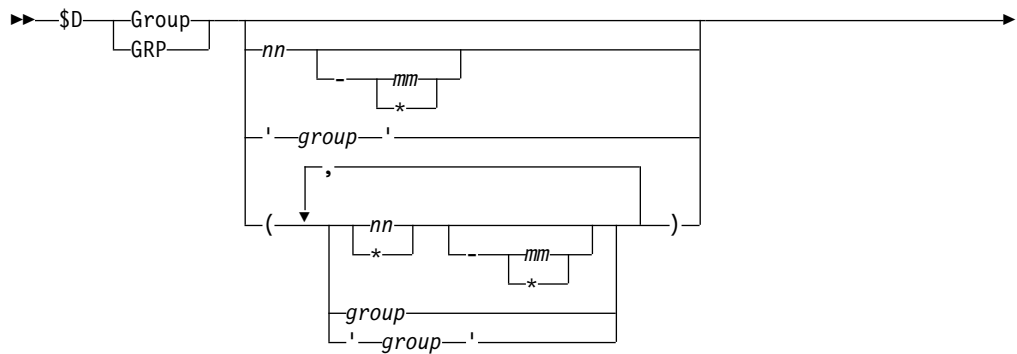 $D Group
GRP
nn
- mm
*
' group '
,
( nn - mm )
* *
group
' group '